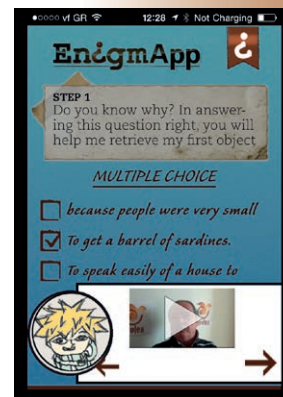 vf GR 12:28 Not Charging
En¿gmApp ¿
STEP 1
Do you know why? In answer-
ing this question right, you will
help me retrieve my first object
MULTIPLE CHOICE
because people were very small
To get a barrel of sardines.
To speak easily of a house to